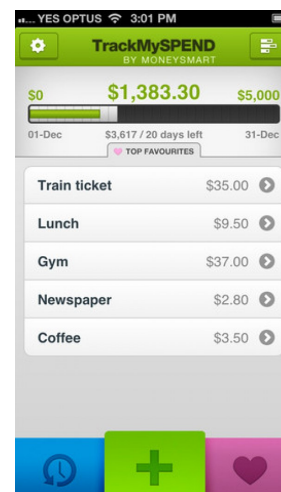 .... YES OPTUS 3:01 PM
TrackMySPEND
BY MONEYSMART
$0 $1,383.30 $5,000
01-Dec $3,617 / 20 days left 31-Dec
TOP FAVOURITES
Train ticket $35.00
Lunch $9.50
Gym $37.00
Newspaper $2.80
Coffee $3.50